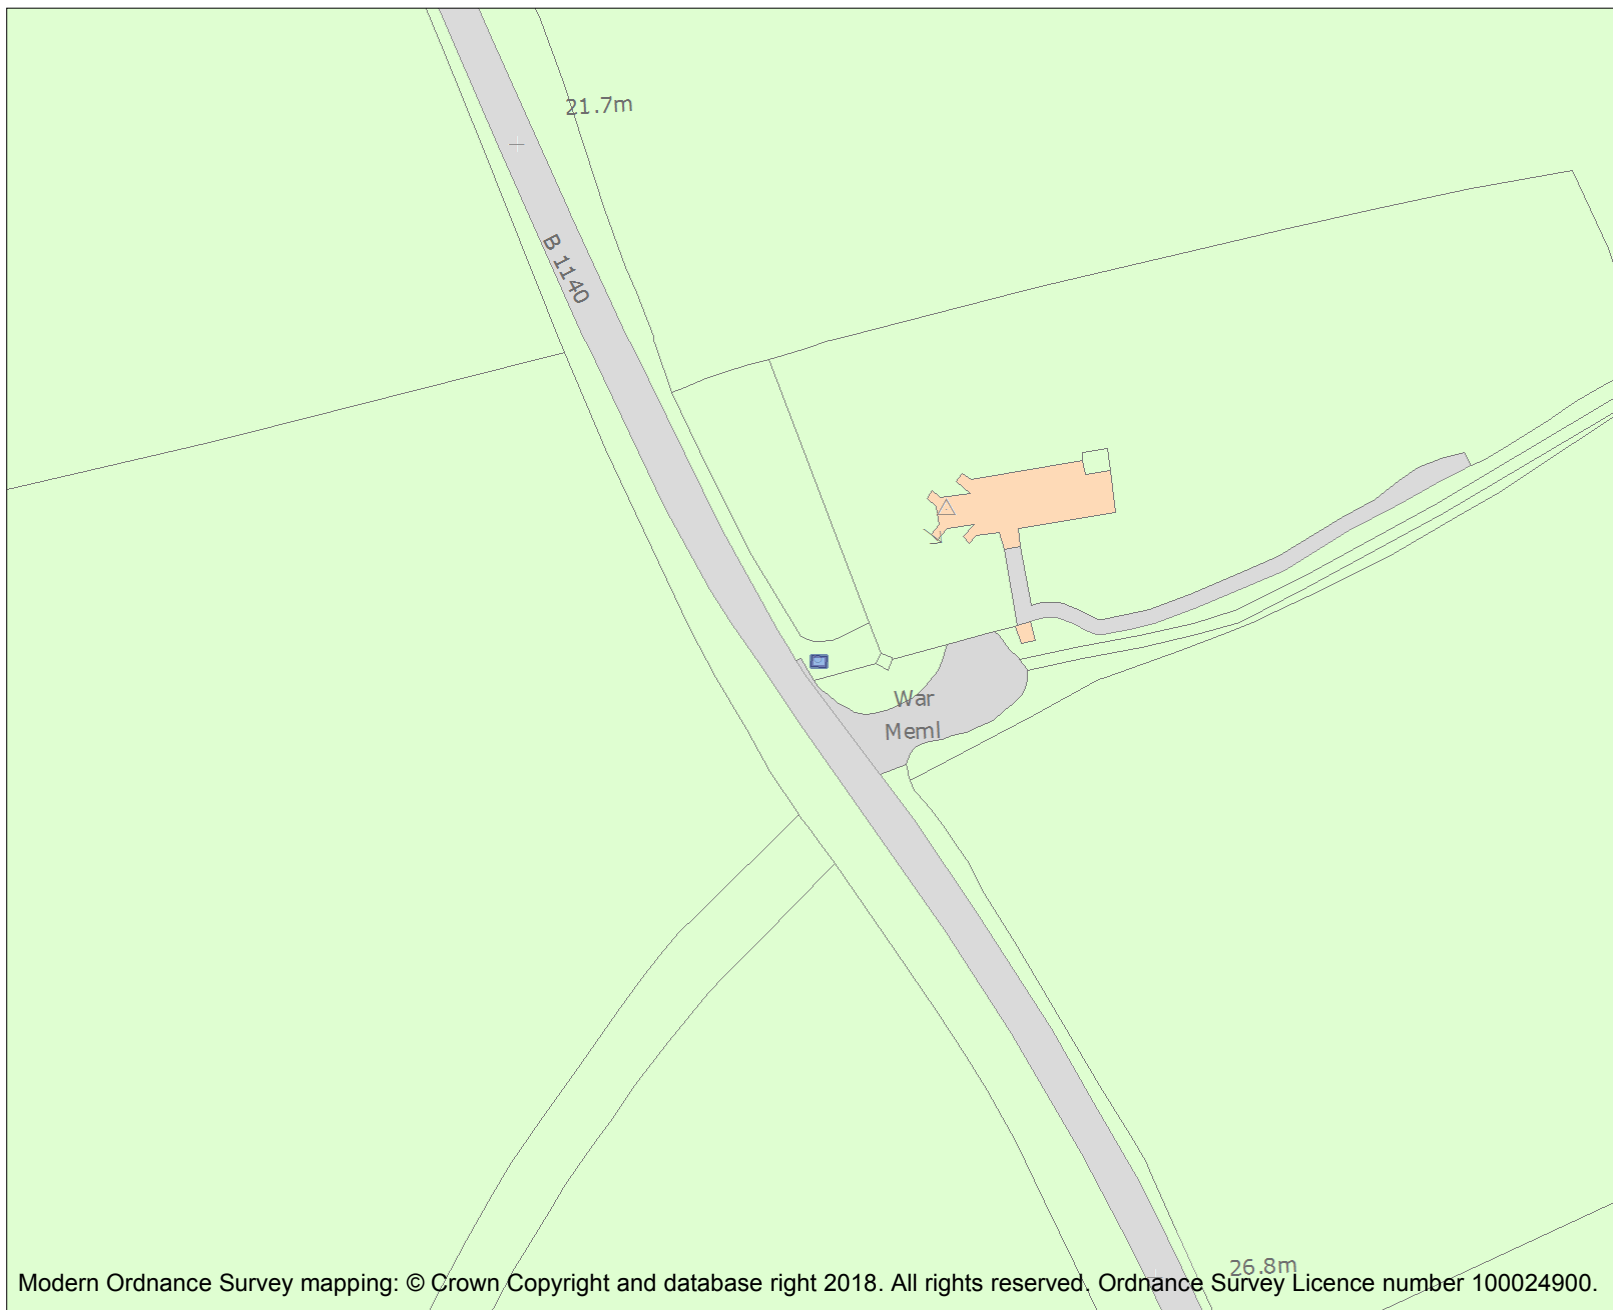 21.7m
B 1140
War
Meml
26.8m
Modern Ordnance Survey mapping: © Crown Copyright and database right 2018. All rights reserved. Ordnance Survey Licence number 100024900.